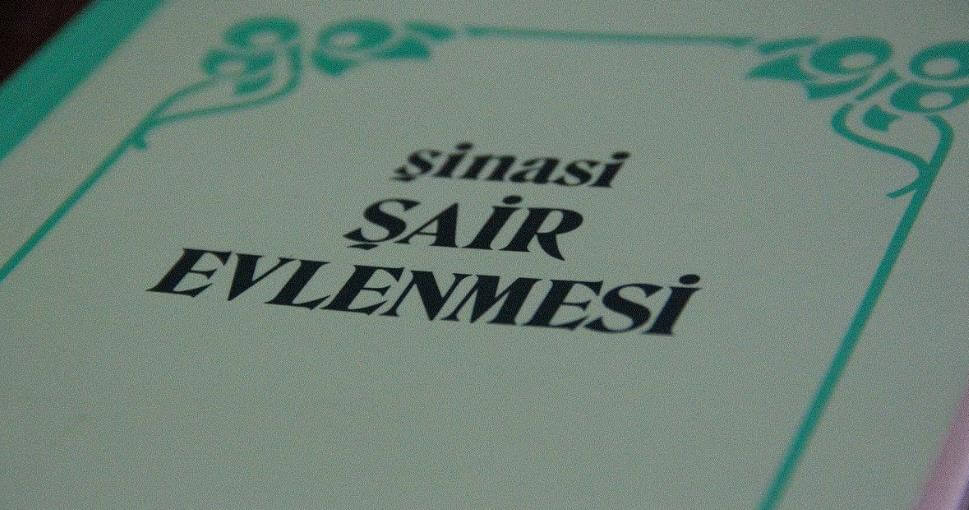 şinasi
ŞAİR
EVLENMESİ